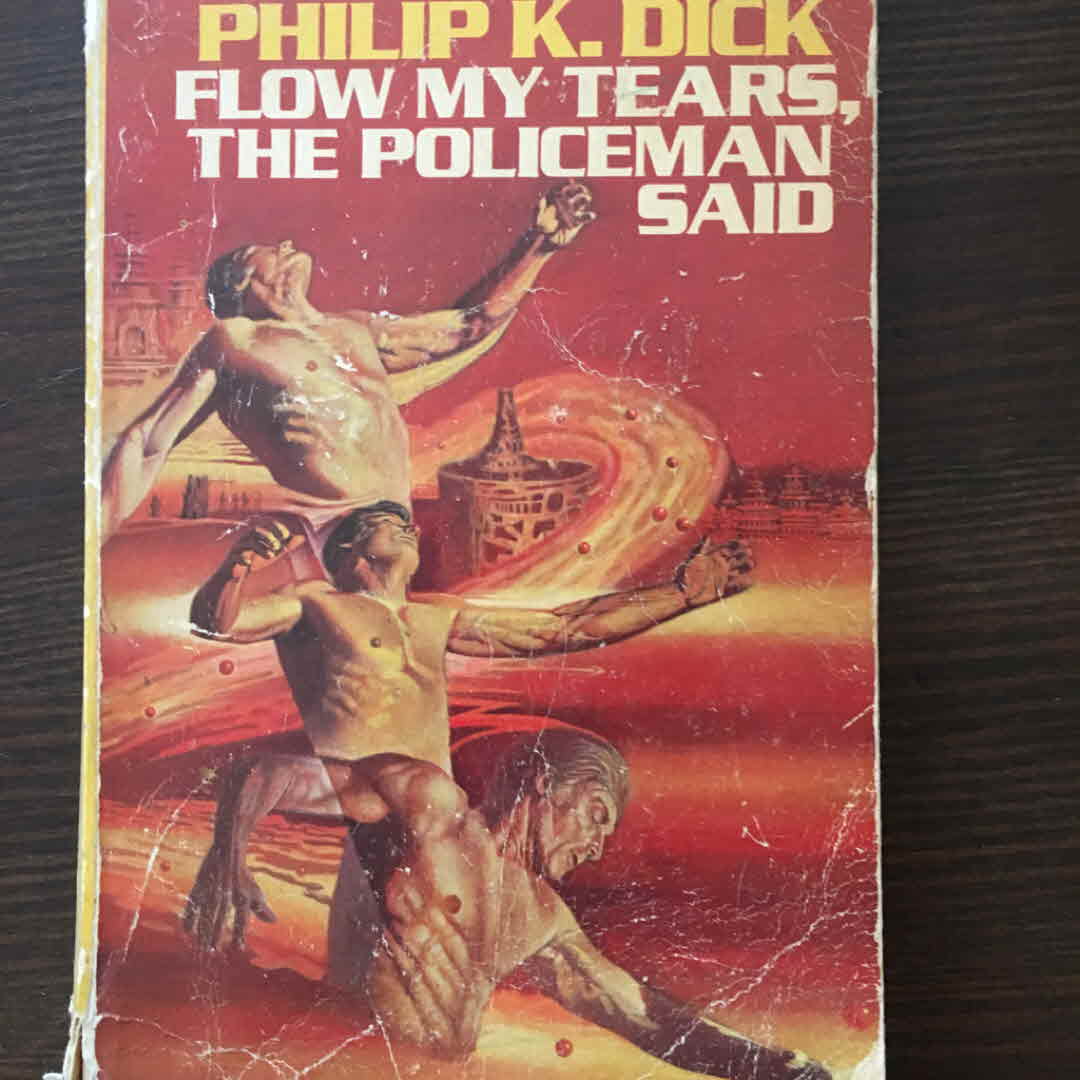 PHILIP K. DICK
FLOW MY TEARS,
THE POLICEMAN
SAID